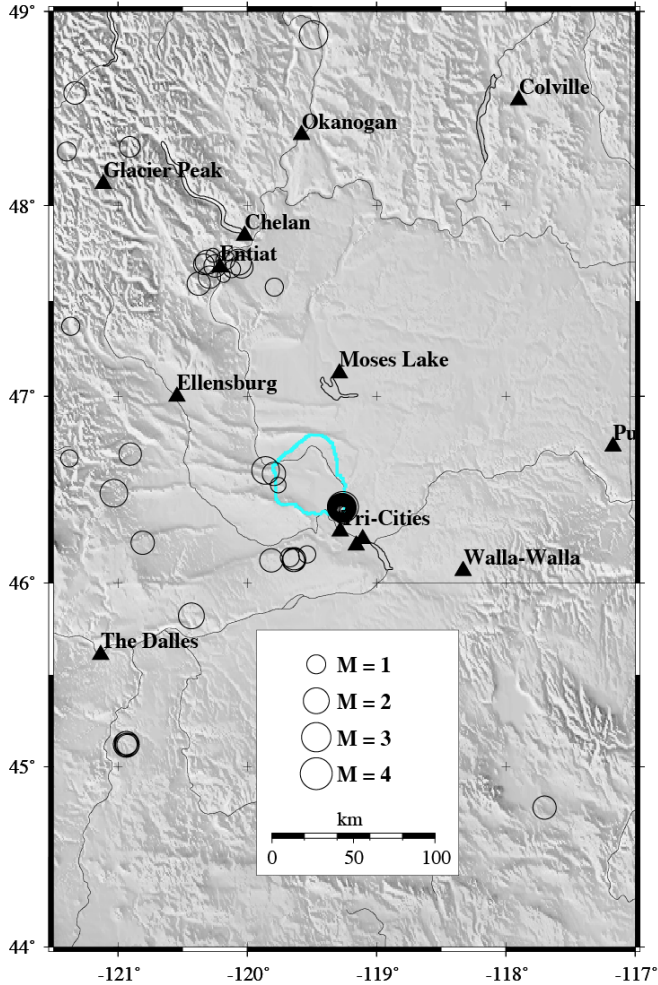 49°
Colville
Okanogan
Glacier Peak
48°
Chelan
Entiat
Moses Lake
Ellensburg
47°
Pu
Tri-Cities
Walla-Walla
46°
The Dalles
M = 1
M = 2
M = 3
M = 4
45°
km
0 50 100
44°
-121° -120° -119° -118° -117°